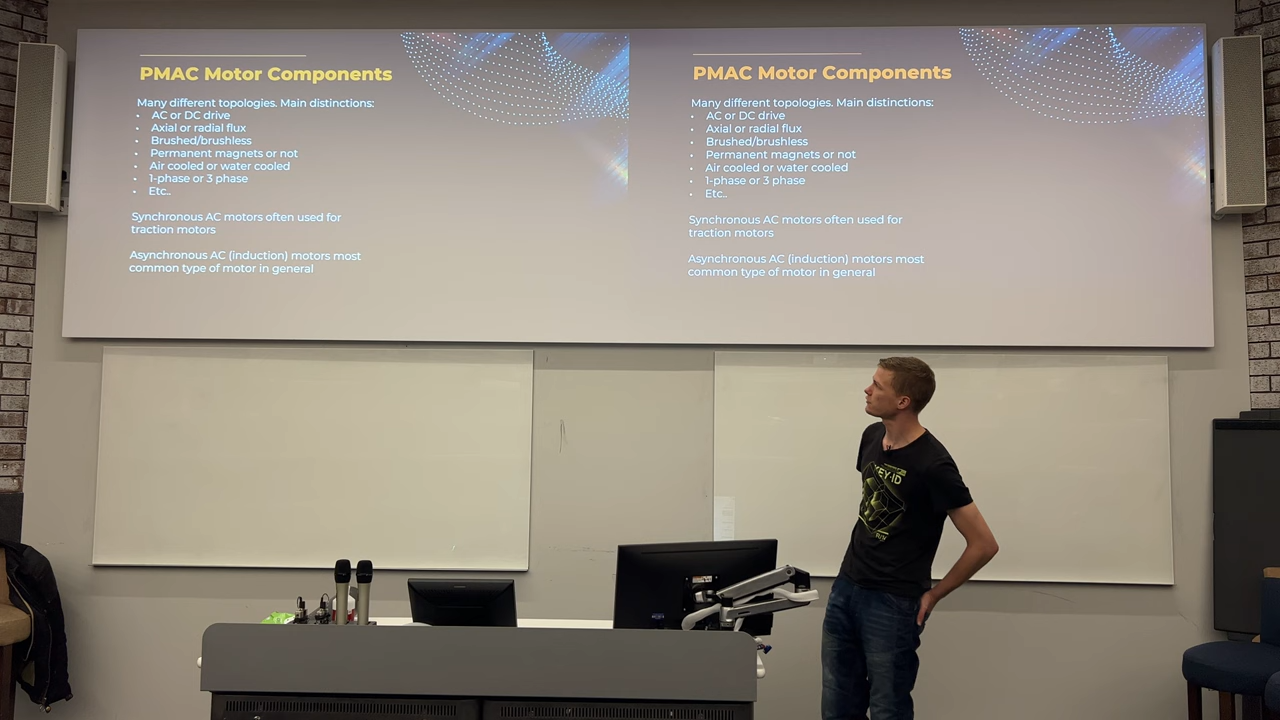 PMAC Motor Components
Many different topologies. Main distinctions:
• AC or DC drive
• Axial or radial flux
• Brushed/brushless
• Permanent magnets or not
• Air cooled or water cooled
• 1-phase or 3 phase
• Etc..
Synchronous AC motors often used for
traction motors
Asynchronous AC (induction) motors most
common type of motor in general
PMAC Motor Components
Many different topologies. Main distinctions:
• AC or DC drive
• Axial or radial flux
• Brushed/brushless
• Permanent magnets or not
• Air cooled or water cooled
• 1-phase or 3 phase
• Etc..
Synchronous AC motors often used for
traction motors
Asynchronous AC (induction) motors most
common type of motor in general
KEY-ID